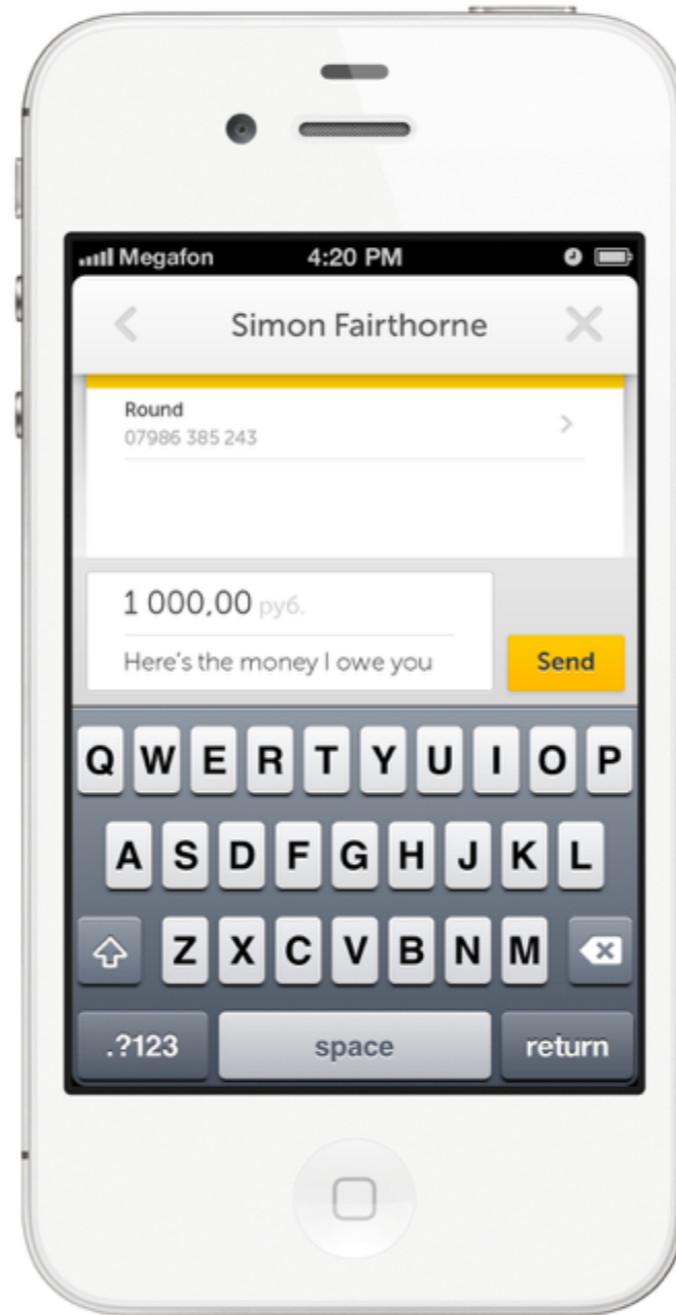 Megafon 4:20 PM
Simon Fairthorne
Round
07986 385 243
1 000,00 руб.
Here's the money I owe you
Send
Q W E R T Y U I O P
A S D F G H J K L
Z X C V B N M
.?123 space return